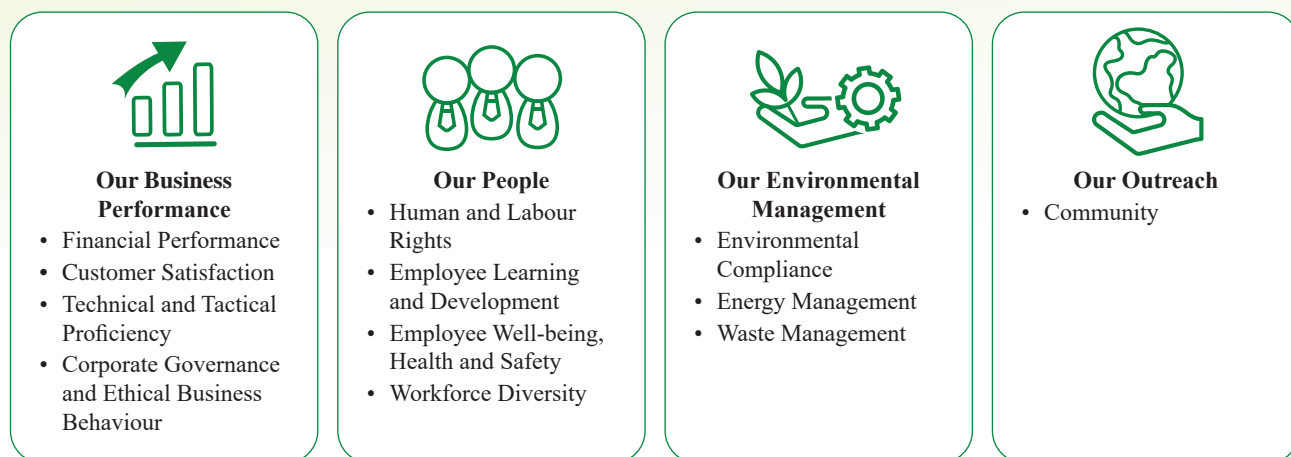 Our Business
Performance
• Financial Performance
• Customer Satisfaction
• Technical and Tactical
Proficiency
• Corporate Governance
and Ethical Business
Behaviour
Our People
• Human and Labour
Rights
• Employee Learning
and Development
• Employee Well-being,
Health and Safety
• Workforce Diversity
Our Environmental
Management
• Environmental
Compliance
• Energy Management
• Waste Management
Our Outreach
• Community